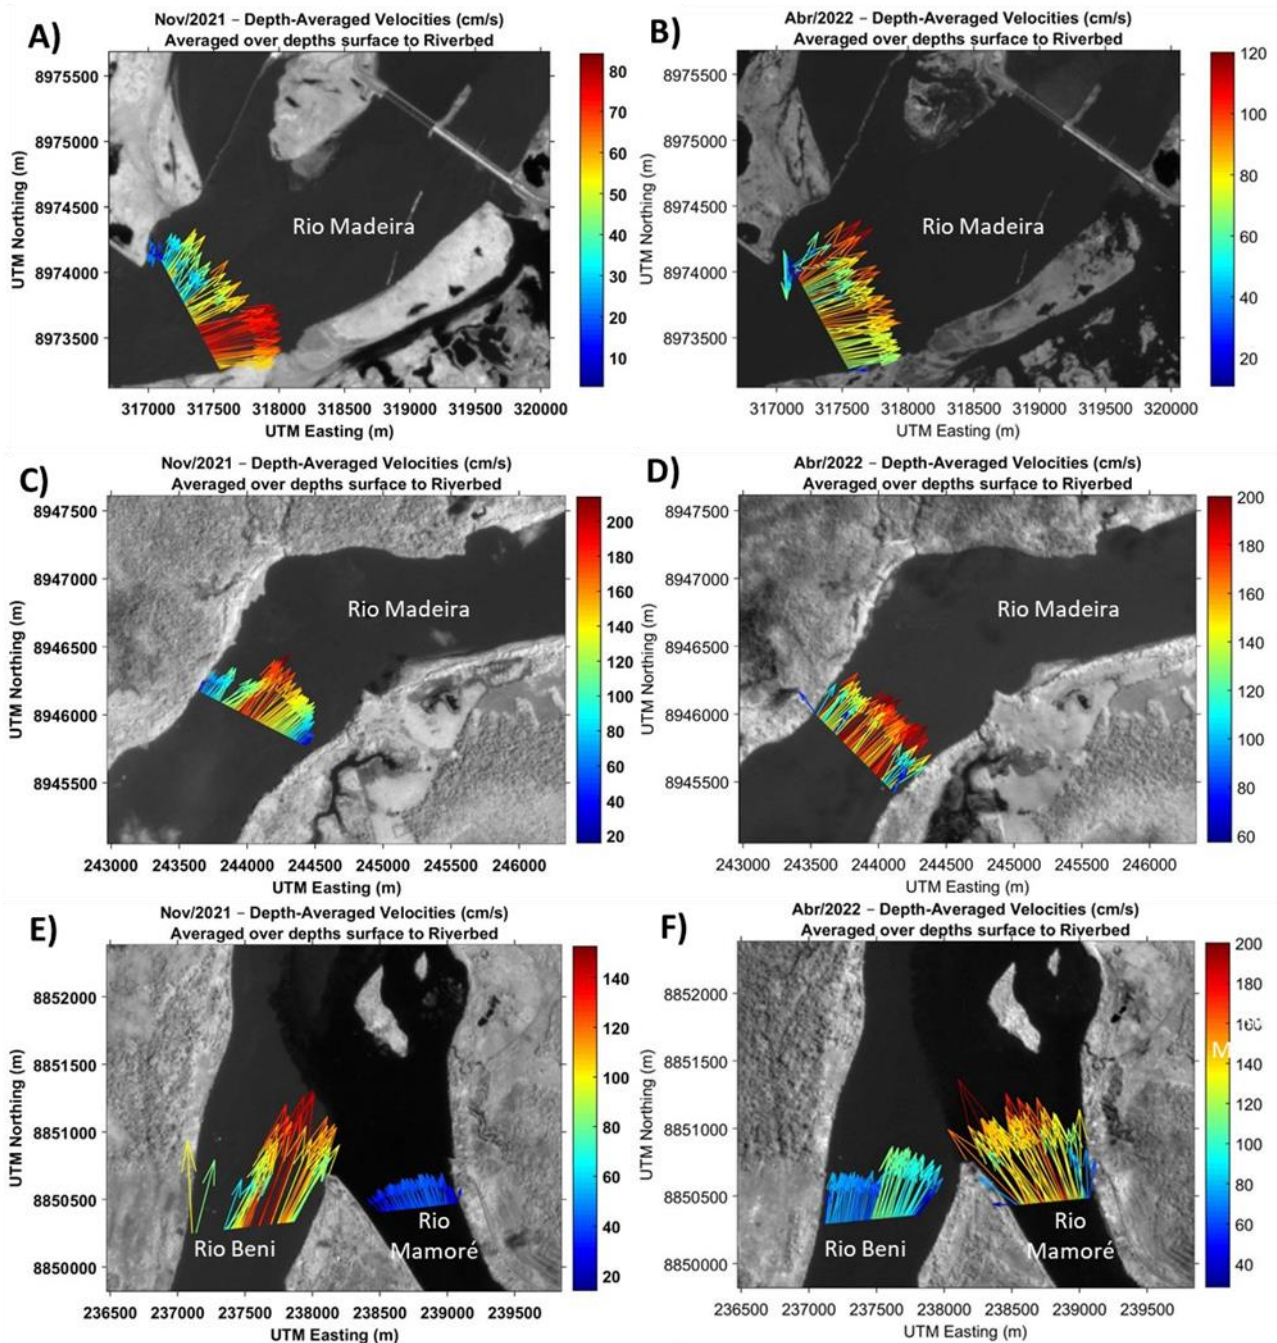 A)
Nov/2021 – Depth-Averaged Velocities (cm/s)
Averaged over depths surface to Riverbed
UTM Northing (m)
8975500
8975000
8974500
8974000
8973500
Rio Madeira
317000 317500 318000 318500 319000 319500 320000
UTM Easting (m)
80
70
60
50
40
30
20
10
B)
Abr/2022 – Depth-Averaged Velocities (cm/s)
Averaged over depths surface to Riverbed
UTM Northing (m)
8975500
8975000
8974500
8974000
8973500
Rio Madeira
317000 317500 318000 318500 319000 319500 320000
UTM Easting (m)
120
100
80
60
40
20
C)
Nov/2021 – Depth-Averaged Velocities (cm/s)
Averaged over depths surface to Riverbed
UTM Northing (m)
8947500
8947000
8946500
8946000
8945500
Rio Madeira
243000 243500 244000 244500 245000 245500 246000
UTM Easting (m)
200
180
160
140
120
100
80
60
40
20
D)
Abr/2022 – Depth-Averaged Velocities (cm/s)
Averaged over depths surface to Riverbed
UTM Northing (m)
8947500
8947000
8946500
8946000
8945500
Rio Madeira
243000 243500 244000 244500 245000 245500 246000
UTM Easting (m)
200
180
160
140
120
100
80
60
E)
Nov/2021 – Depth-Averaged Velocities (cm/s)
Averaged over depths surface to Riverbed
UTM Northing (m)
8852000
8851500
8851000
8850500
8850000
Rio Beni
Rio
Mamoré
236500 237000 237500 238000 238500 239000 239500
UTM Easting (m)
140
120
100
80
60
40
20
F)
Abr/2022 – Depth-Averaged Velocities (cm/s)
Averaged over depths surface to Riverbed
UTM Northing (m)
8852000
8851500
8851000
8850500
8850000
Rio Beni
Rio
Mamoré
236500 237000 237500 238000 238500 239000 239500
UTM Easting (m)
200
180
160
M
140
120
100
80
60
40